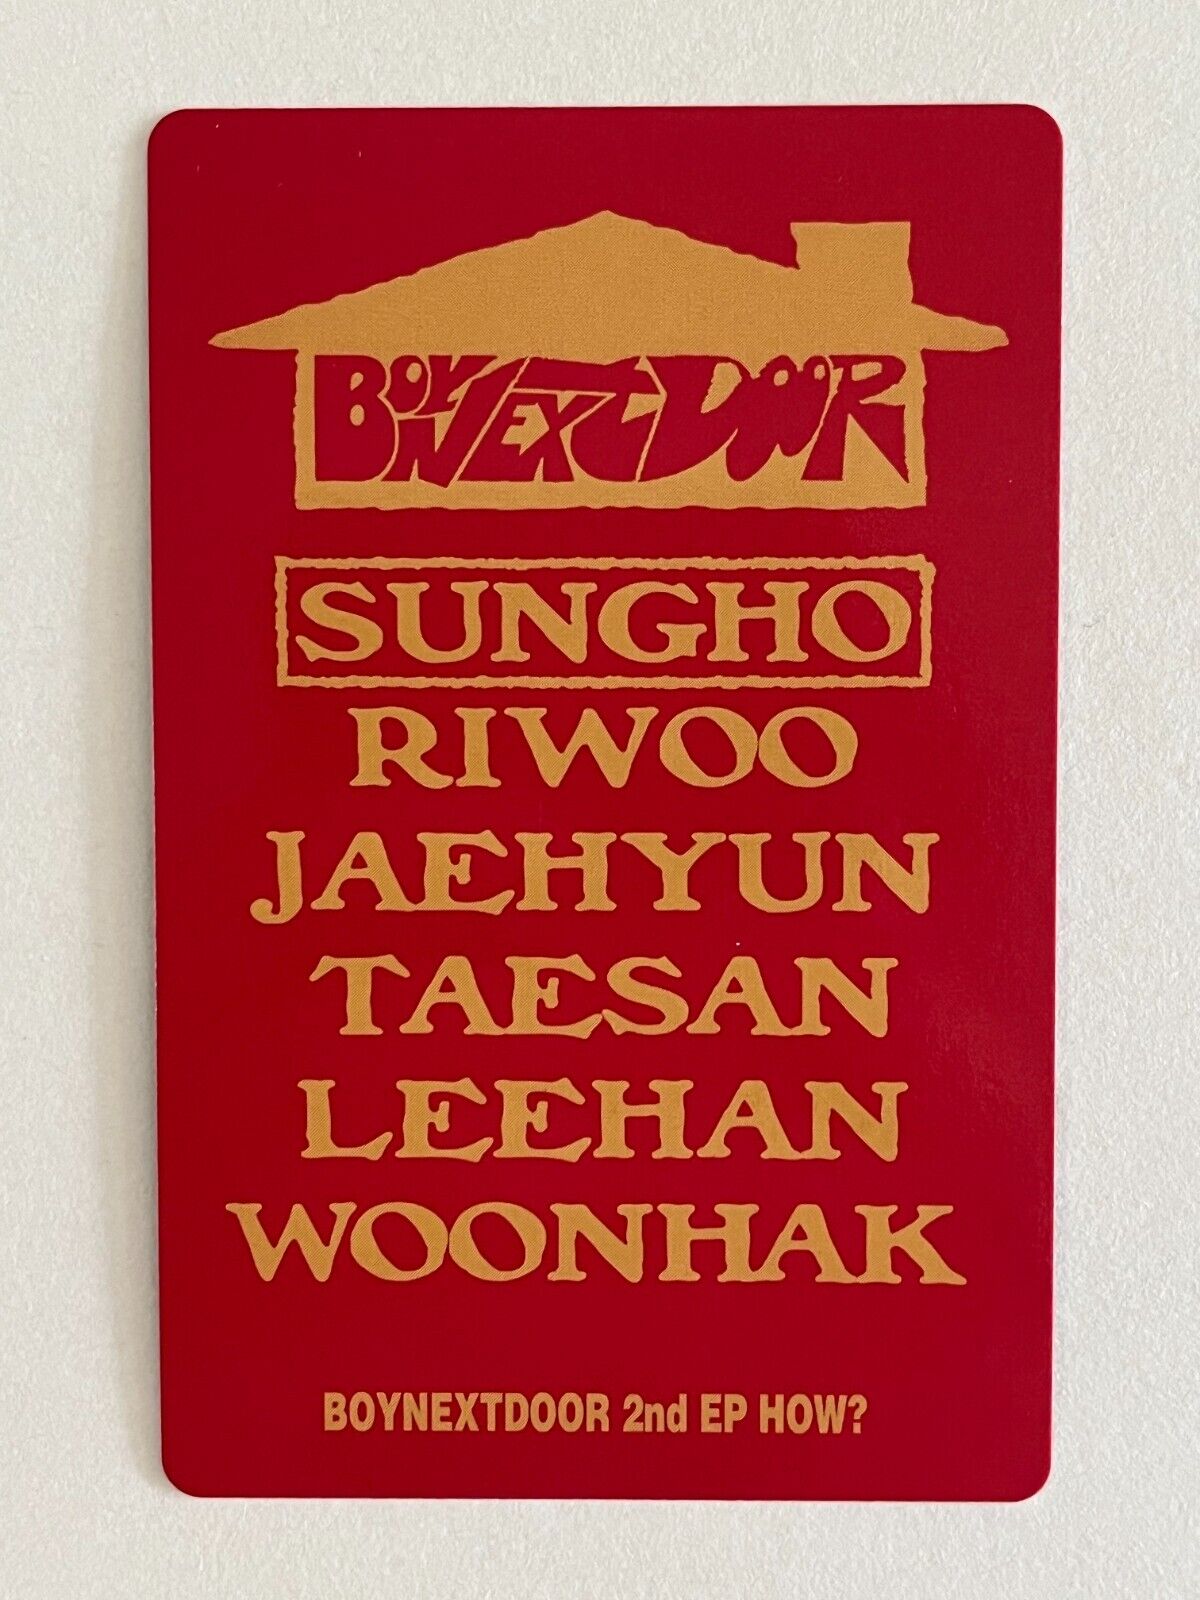 BOYNEXTDOOR
SUNGHO
RIWOO
JAEHYUN
TAESAN
LEEHAN
WOONHAK
BOYNEXTDOOR 2nd EP HOW?